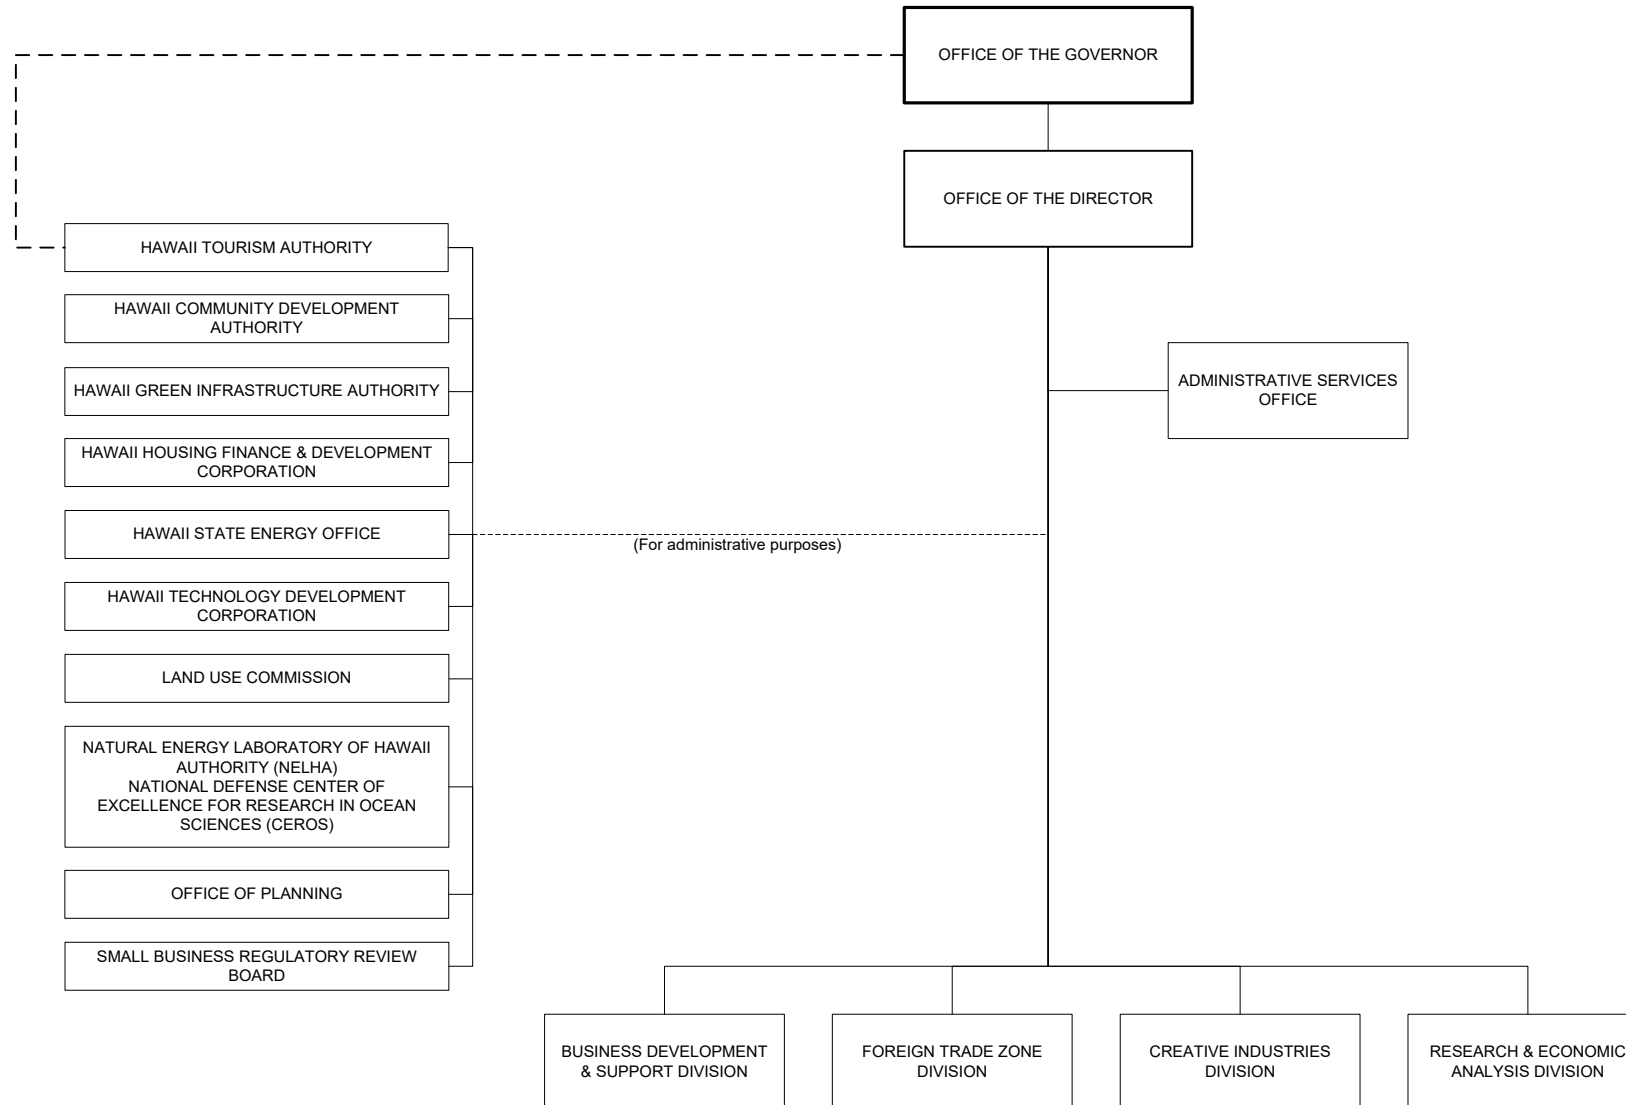 OFFICE OF THE GOVERNOR
OFFICE OF THE DIRECTOR
HAWAII TOURISM AUTHORITY
HAWAII COMMUNITY DEVELOPMENT
AUTHORITY
HAWAII GREEN INFRASTRUCTURE AUTHORITY
HAWAII HOUSING FINANCE & DEVELOPMENT
CORPORATION
HAWAII STATE ENERGY OFFICE
HAWAII TECHNOLOGY DEVELOPMENT
CORPORATION
LAND USE COMMISSION
NATURAL ENERGY LABORATORY OF HAWAII
AUTHORITY (NELHA)
NATIONAL DEFENSE CENTER OF
EXCELLENCE FOR RESEARCH IN OCEAN
SCIENCES (CEROS)
OFFICE OF PLANNING
SMALL BUSINESS REGULATORY REVIEW
BOARD
(For administrative purposes)
ADMINISTRATIVE SERVICES
OFFICE
BUSINESS DEVELOPMENT
& SUPPORT DIVISION
FOREIGN TRADE ZONE
DIVISION
CREATIVE INDUSTRIES
DIVISION
RESEARCH & ECONOMIC
ANALYSIS DIVISION